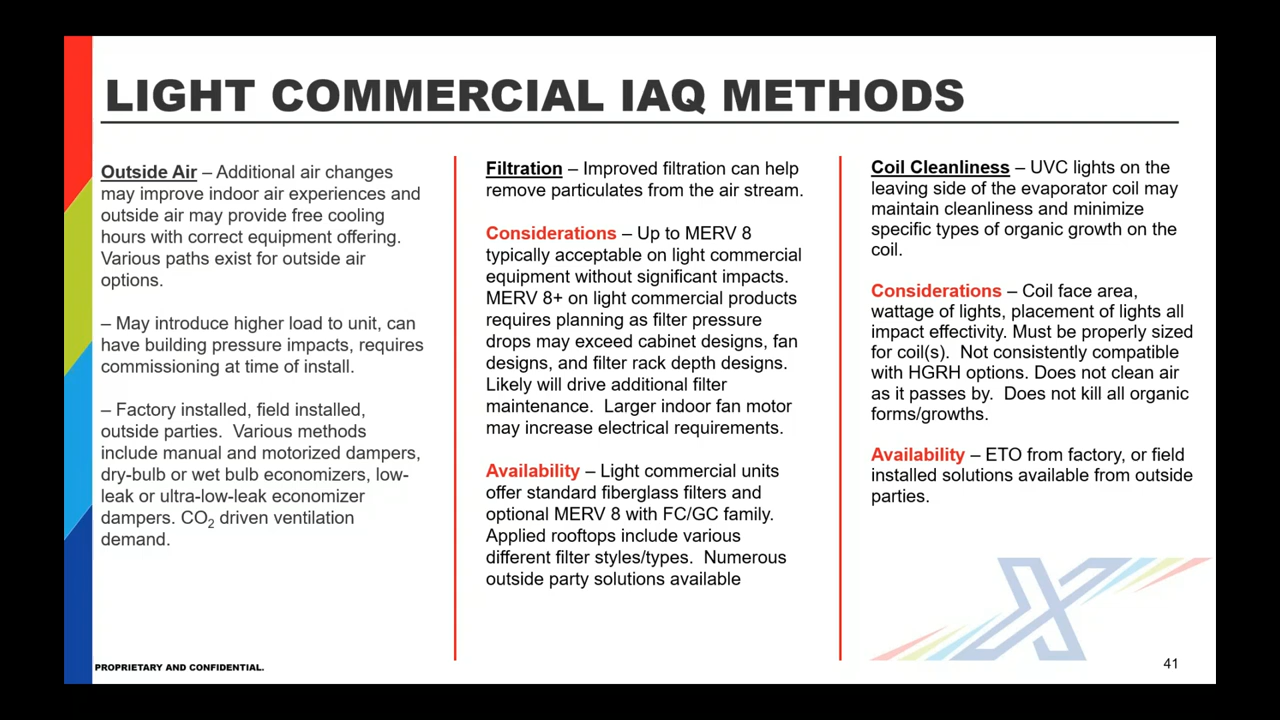 LIGHT COMMERCIAL IAQ METHODS
Outside Air – Additional air changes
may improve indoor air experiences and
outside air may provide free cooling
hours with correct equipment offering.
Various paths exist for outside air
options.
– May introduce higher load to unit, can
have building pressure impacts, requires
commissioning at time of install.
– Factory installed, field installed,
outside parties.  Various methods
include manual and motorized dampers,
dry-bulb or wet bulb economizers, low-
leak or ultra-low-leak economizer
dampers. CO₂ driven ventilation
demand.
Filtration – Improved filtration can help
remove particulates from the air stream.
Considerations – Up to MERV 8
typically acceptable on light commercial
equipment without significant impacts.
MERV 8+ on light commercial products
requires planning as filter pressure
drops may exceed cabinet designs, fan
designs, and filter rack depth designs.
Likely will drive additional filter
maintenance.  Larger indoor fan motor
may increase electrical requirements.
Availability – Light commercial units
offer standard fiberglass filters and
optional MERV 8 with FC/GC family.
Applied rooftops include various
different filter styles/types.  Numerous
outside party solutions available
Coil Cleanliness – UVC lights on the
leaving side of the evaporator coil may
maintain cleanliness and minimize
specific types of organic growth on the
coil.
Considerations – Coil face area,
wattage of lights, placement of lights all
impact effectivity. Must be properly sized
for coil(s).  Not consistently compatible
with HGRH options. Does not clean air
as it passes by.  Does not kill all organic
forms/growths.
Availability – ETO from factory, or field
installed solutions available from outside
parties.
X
PROPRIETARY AND CONFIDENTIAL.
41